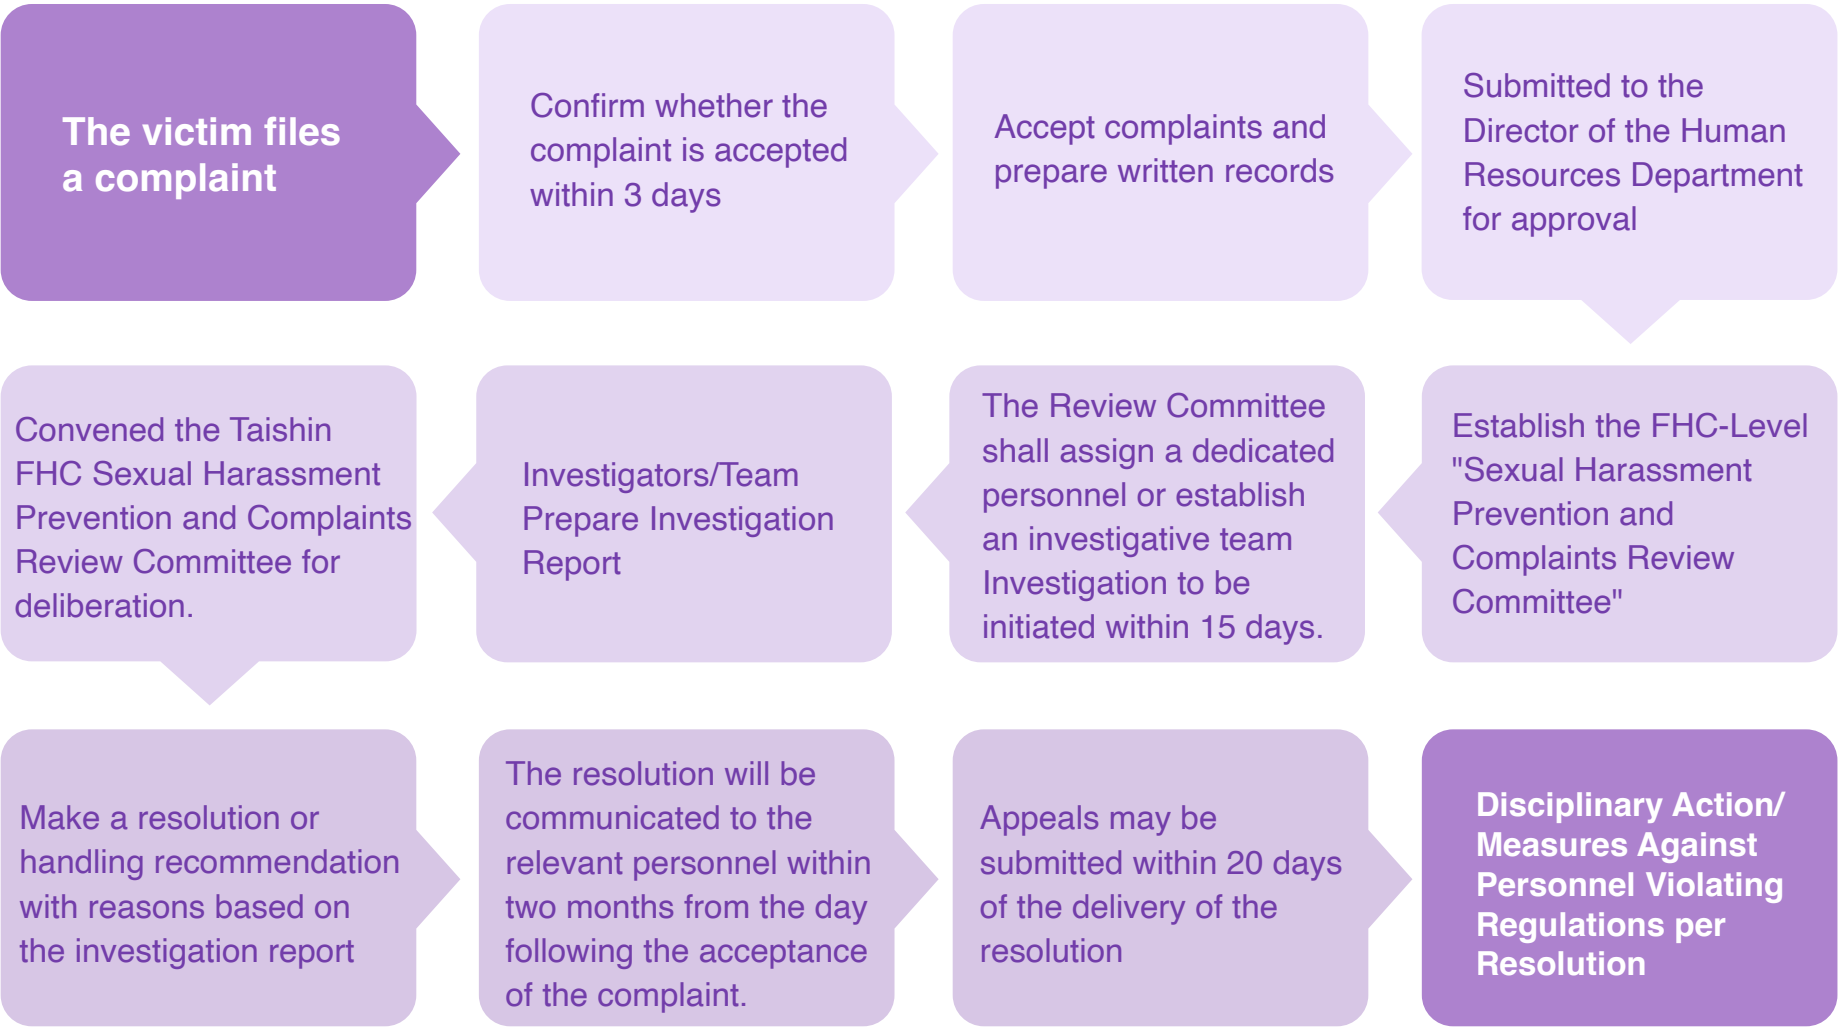 The victim files
a complaint
Confirm whether the
complaint is accepted
within 3 days
Accept complaints and
prepare written records
Submitted to the
Director of the Human
Resources Department
for approval
Establish the FHC-Level
"Sexual Harassment
Prevention and
Complaints Review
Committee"
The Review Committee
shall assign a dedicated
personnel or establish
an investigative team
Investigation to be
initiated within 15 days.
Investigators/Team
Prepare Investigation
Report
Convened the Taishin
FHC Sexual Harassment
Prevention and Complaints
Review Committee for
deliberation.
Make a resolution or
handling recommendation
with reasons based on
the investigation report
The resolution will be
communicated to the
relevant personnel within
two months from the day
following the acceptance
of the complaint.
Appeals may be
submitted within 20 days
of the delivery of the
resolution
Disciplinary Action/
Measures Against
Personnel Violating
Regulations per
Resolution